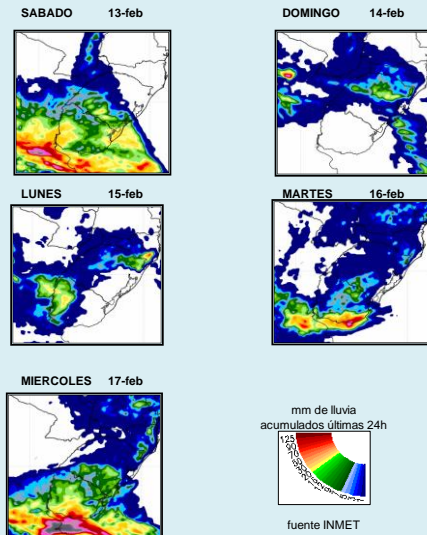 SABADO 13-feb
DOMINGO 14-feb
LUNES 15-feb
MARTES 16-feb
MIERCOLES 17-feb
mm de lluvia
acumulados últimas 24h
fuente INMET